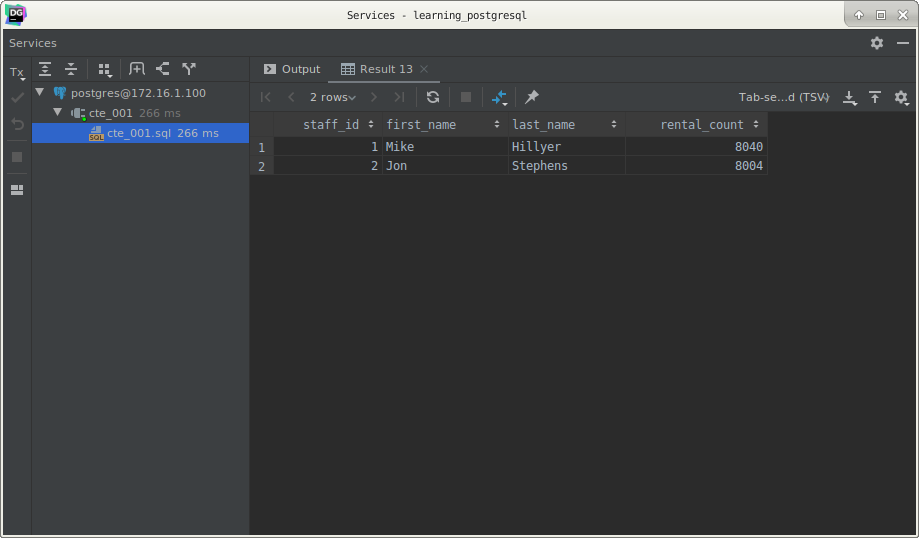 DG
Services - learning_postgresql
Services
Tx
postgres@172.16.1.100
cte_001 266 ms
SQL cte_001.sql 266 ms
Output Result 13
2 rows Tab-se...d (TSV)
staff_id first_name last_name rental_count
1 1 Mike Hillyer 8040
2 2 Jon Stephens 8004